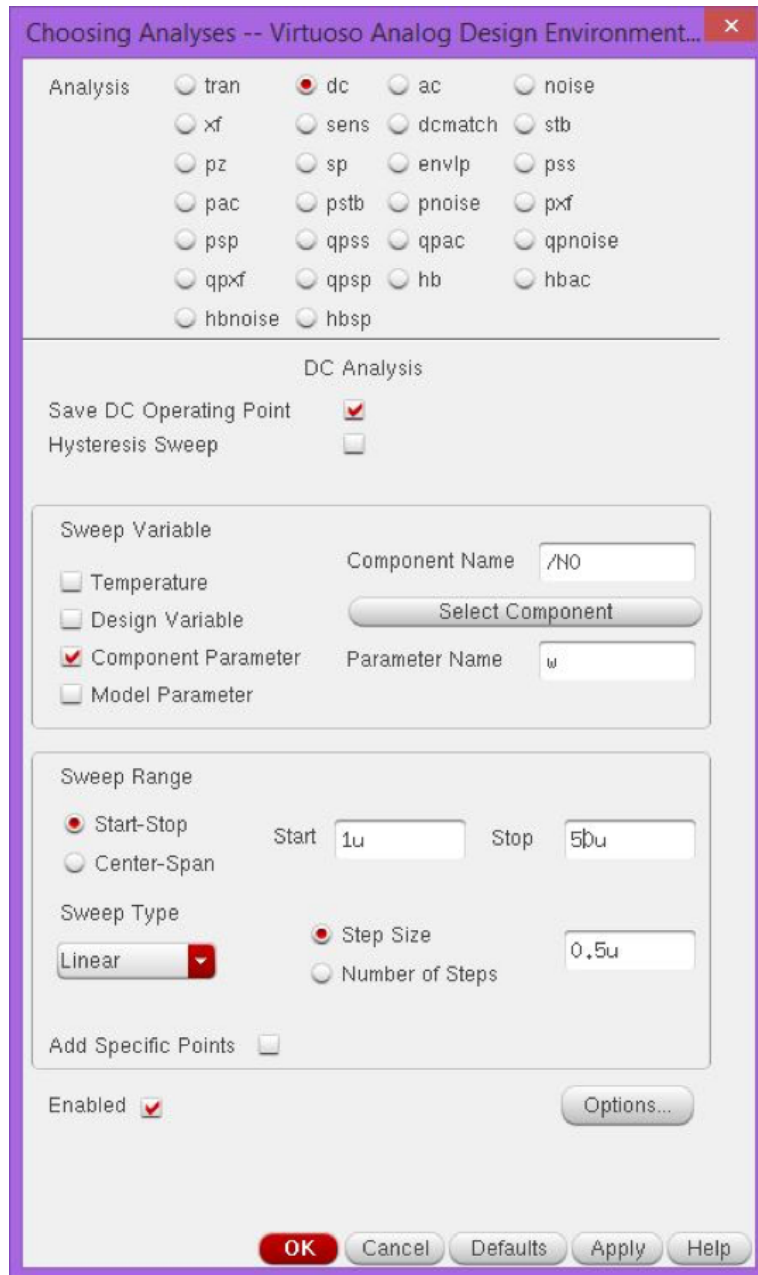 Choosing Analyses -- Virtuoso Analog Design Environment...
Analysis tran dc ac noise
xf sens dcmatch stb
pz sp envlp pss
pac pstb pnoise pxf
psp qpss qpac qpnoise
qpxf qpsp hb hbac
hbnoise hbsp
DC Analysis
Save DC Operating Point
Hysteresis Sweep
Sweep Variable
Component Name /N0
Temperature
Select Component
Design Variable
Component Parameter Parameter Name w
Model Parameter
Sweep Range
Start-Stop Start 1u Stop 50u
Center-Span
Sweep Type
Step Size
Linear 0.5u
Number of Steps
Add Specific Points
Enabled Options...
OK Cancel Defaults Apply Help